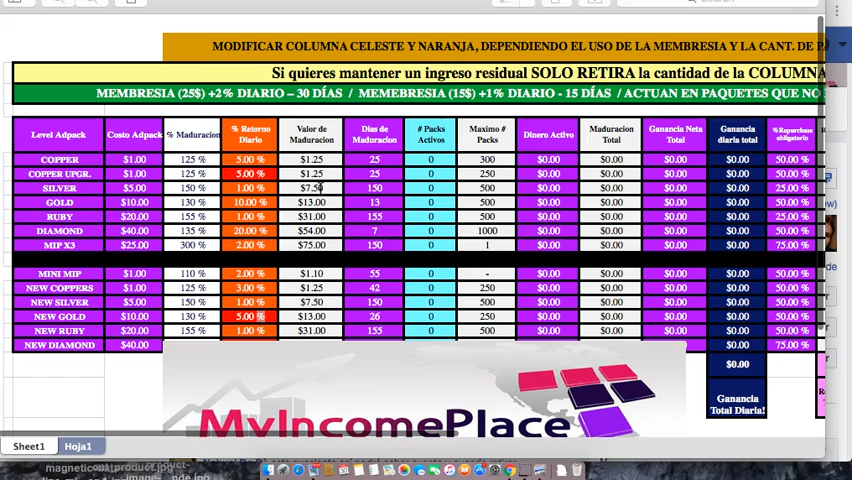 MODIFICAR COLUMNA CELESTE Y NARANJA, DEPENDIENDO EL USO DE LA MEMBRESIA Y LA CANT. DE
Si quieres mantener un ingreso residual SOLO RETIRA la cantidad de la COLUMNA
MEMBRESIA (25$) +2% DIARIO – 30 DÍAS / MEMEBRESIA (15$) +1% DIARIO - 15 DÍAS / ACTUAN EN PAQUETES QUE NO
Level Adpack Costo Adpack % Maduracion % Retorno Diario Valor de Maduracion Dias de Maduracion # Packs Activos Maximo # Packs Dinero Activo Maduracion Total Ganancia Neta Total Ganancia diaria total %Repurchase obligatorio
COPPER $1.00 125 % 5.00 % $1.25 25 0 300 $0.00 $0.00 $0.00 $0.00 50.00 %
COPPER UPGR. $1.00 125 % 5.00 % $1.25 25 0 250 $0.00 $0.00 $0.00 $0.00 50.00 %
SILVER $5.00 150 % 1.00 % $7.50 150 0 500 $0.00 $0.00 $0.00 $0.00 25.00 %
GOLD $10.00 130 % 10.00 % $13.00 13 0 500 $0.00 $0.00 $0.00 $0.00 50.00 %
RUBY $20.00 155 % 1.00 % $31.00 155 0 500 $0.00 $0.00 $0.00 $0.00 25.00 %
DIAMOND $40.00 135 % 20.00 % $54.00 7 0 1000 $0.00 $0.00 $0.00 $0.00 50.00 %
MIP X3 $25.00 300 % 2.00 % $75.00 150 0 1 $0.00 $0.00 $0.00 $0.00 75.00 %
MINI MIP $1.00 110 % 2.00 % $1.10 55 0 - $0.00 $0.00 $0.00 $0.00 50.00 %
NEW COPPERS $1.00 125 % 3.00 % $1.25 42 0 250 $0.00 $0.00 $0.00 $0.00 50.00 %
NEW SILVER $5.00 150 % 1.00 % $7.50 150 0 500 $0.00 $0.00 $0.00 $0.00 50.00 %
NEW GOLD $10.00 130 % 5.00 % $13.00 26 0 250 $0.00 $0.00 $0.00 $0.00 50.00 %
NEW RUBY $20.00 155 % 1.00 % $31.00 155 0 500 $0.00 $0.00 $0.00 $0.00 50.00 %
NEW DIAMOND $40.00 $0.00 75.00 %
$0.00
Ganancia
Total Diaria!
MyIncomePlace
Sheet1 Hoja1